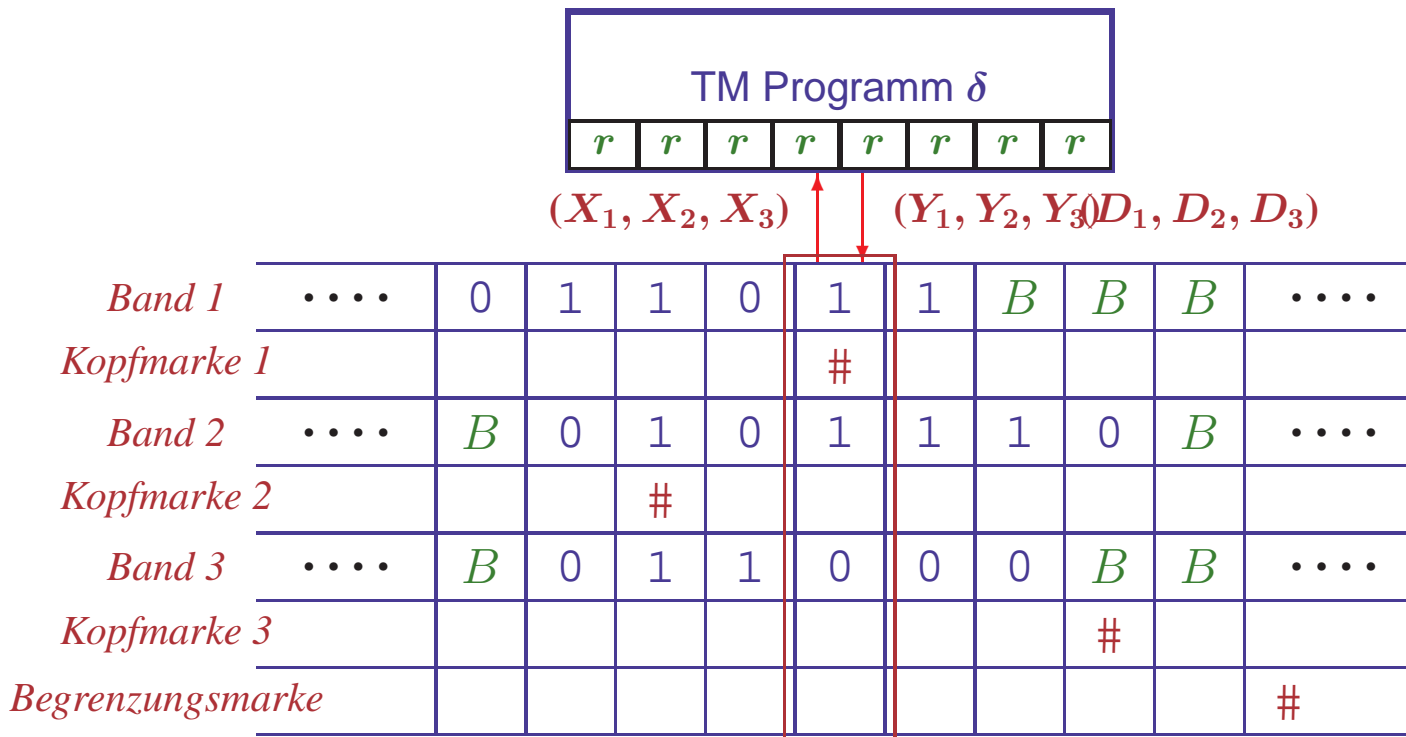 TM Programm δ
r r r r r r r r
(X₁, X₂, X₃) (Y₁, Y₂, Y₃) (D₁, D₂, D₃)
Band 1 ···· 0 1 1 0 1 1 B B B ····
Kopfmarke 1 #
Band 2 ···· B 0 1 0 1 1 1 0 B ····
Kopfmarke 2 #
Band 3 ···· B 0 1 1 0 0 0 B B ····
Kopfmarke 3 #
Begrenzungsmarke #